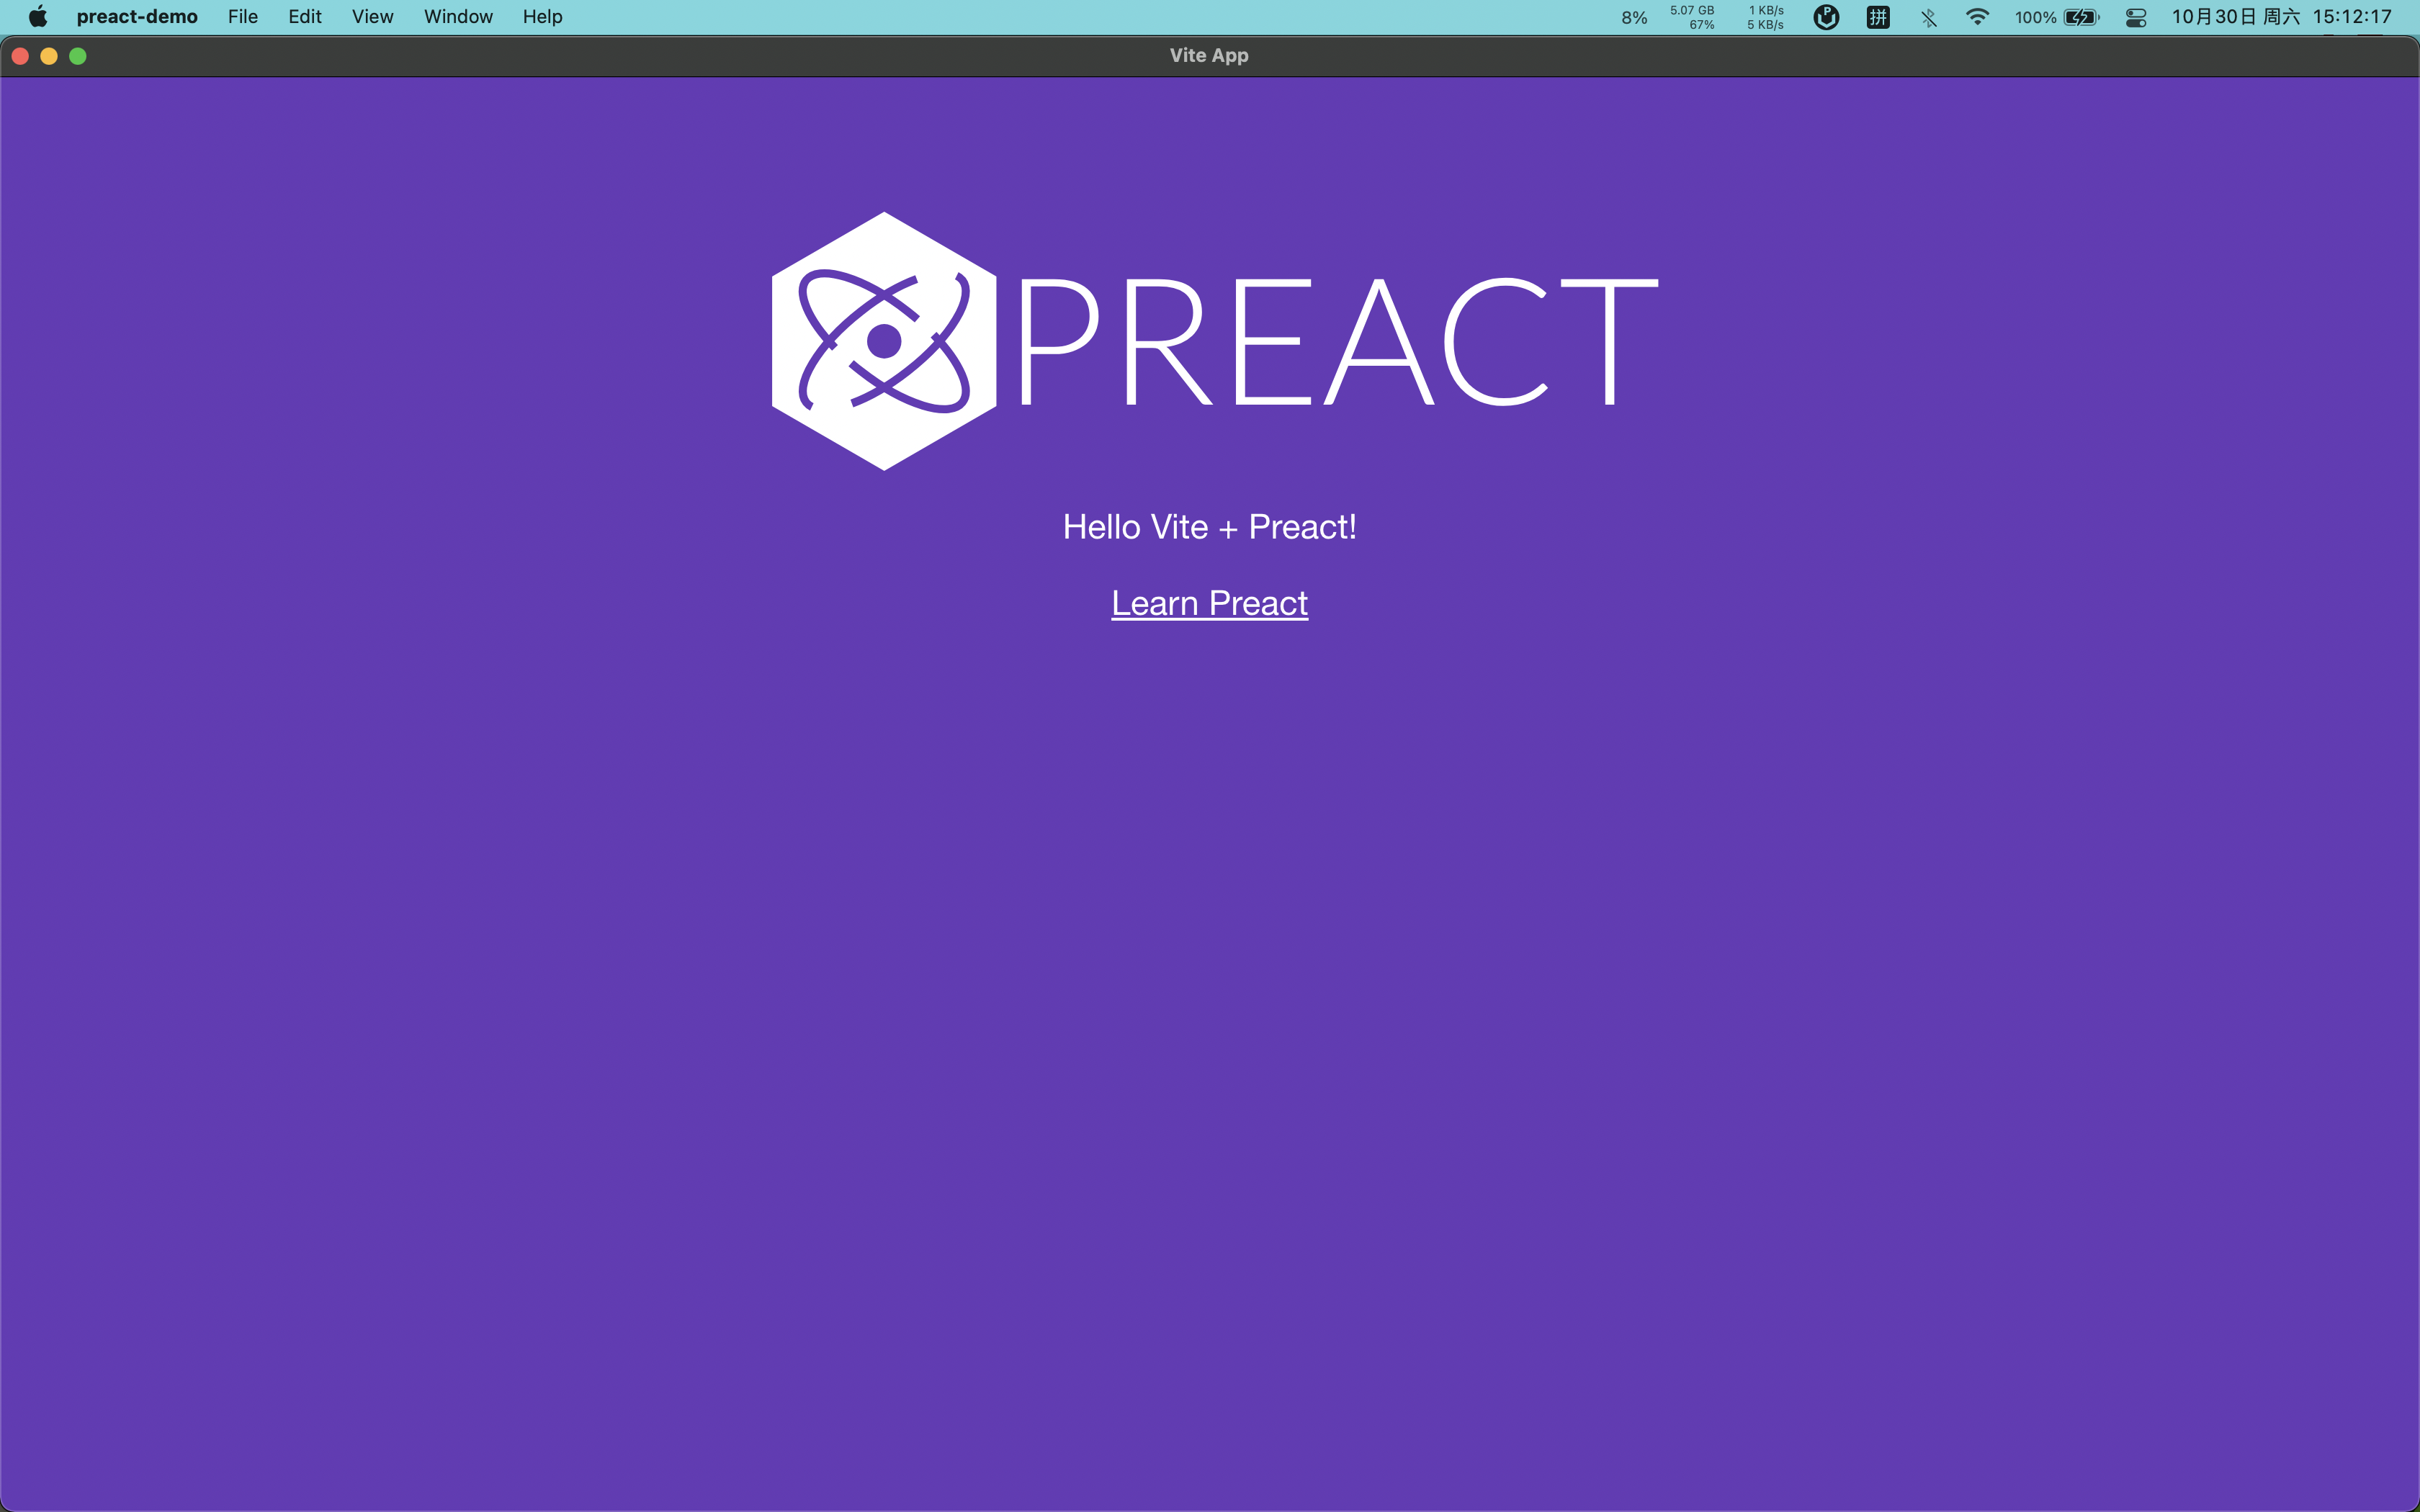 preact-demo File Edit View Window Help 8% 5.07 GB 67% 1 KB/s 5 KB/s 拼 100% 10月30日 周六 15:12:17
Vite App
PREACT
Hello Vite + Preact!
Learn Preact